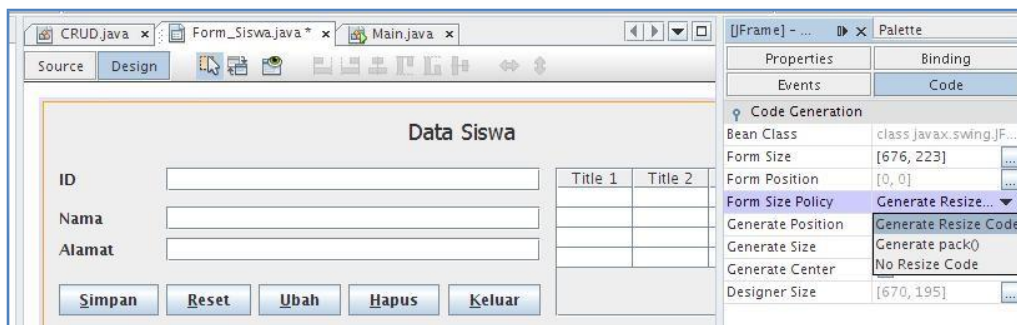 CRUD.java x Form_Siswa.java * x Main.java x
Source Design
Data Siswa
ID
Nama
Alamat
Title 1 Title 2
Simpan Reset Ubah Hapus Keluar
[JFrame] - ... Palette
Properties Binding
Events Code
Code Generation
Bean Class class javax.swing.JF...
Form Size [676, 223] ...
Form Position [0, 0] ...
Form Size Policy Generate Resize...
Generate Position Generate Resize Code
Generate Size Generate pack()
Generate Center No Resize Code
Designer Size [670, 195] ...